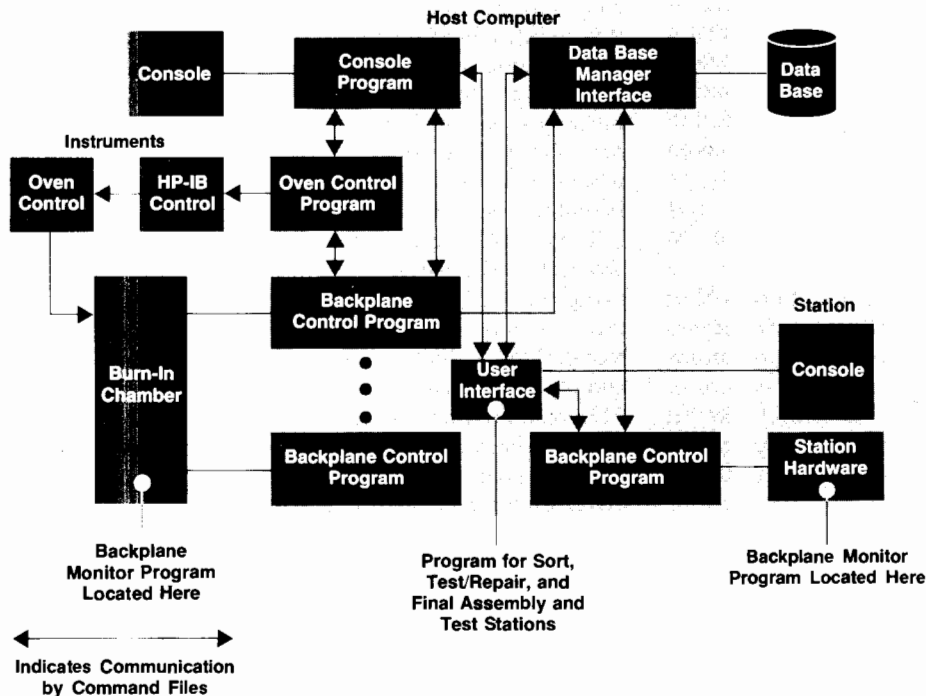 Host Computer
Console
Console
Program
Data Base
Manager
Interface
Data
Base
Instruments
Oven
Control
HP-IB
Control
Oven Control
Program
Backplane
Control Program
Station
Burn-In
Chamber
User
Interface
Console
Backplane Control
Program
Backplane Control
Program
Station
Hardware
Backplane
Monitor Program
Located Here
Program for Sort,
Test/Repair, and
Final Assembly and
Test Stations
Backplane Monitor
Program Located Here
Indicates Communication
by Command Files